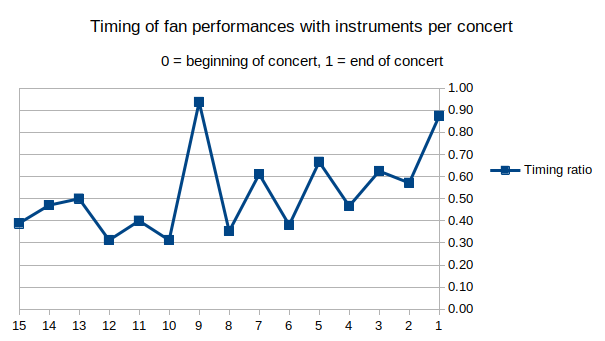 Timing of fan performances with instruments per concert
0 = beginning of concert, 1 = end of concert
1.00
0.90
0.80
0.70
0.60
0.50
0.40
0.30
0.20
0.10
0.00
Timing ratio
15 14 13 12 11 10 9 8 7 6 5 4 3 2 1